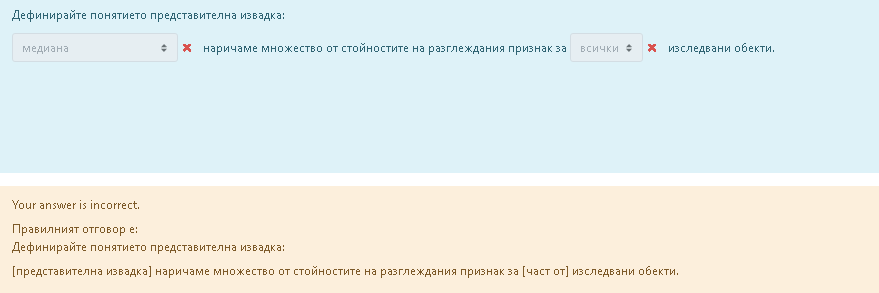 Дефинирайте понятието представителна извадка:
медиана наричаме множество от стойностите на разглеждания признак за всички изследвани обекти.
Your answer is incorrect.
Правилният отговор е:
Дефинирайте понятието представителна извадка:
[представителна извадка] наричаме множество от стойностите на разглеждания признак за [част от] изследвани обекти.